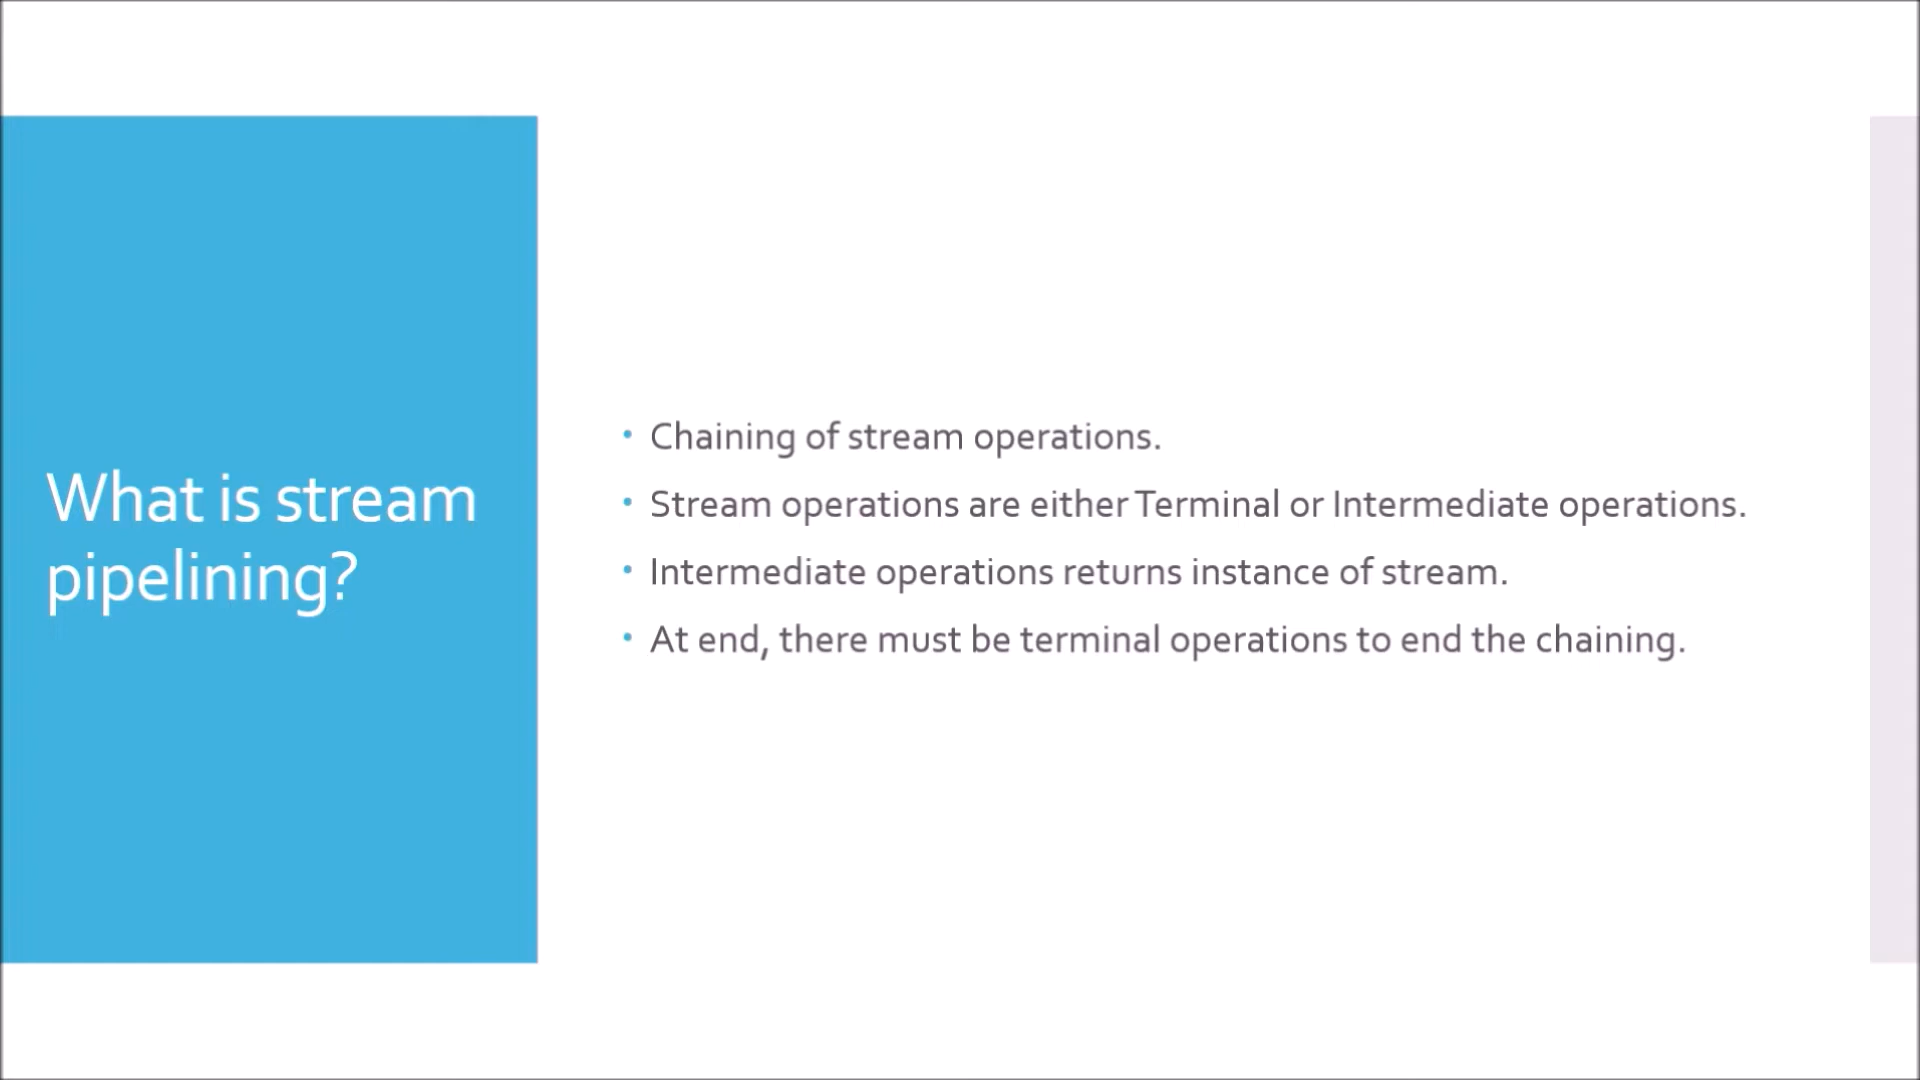 What is stream
pipelining?
• Chaining of stream operations.
• Stream operations are either Terminal or Intermediate operations.
• Intermediate operations returns instance of stream.
• At end, there must be terminal operations to end the chaining.